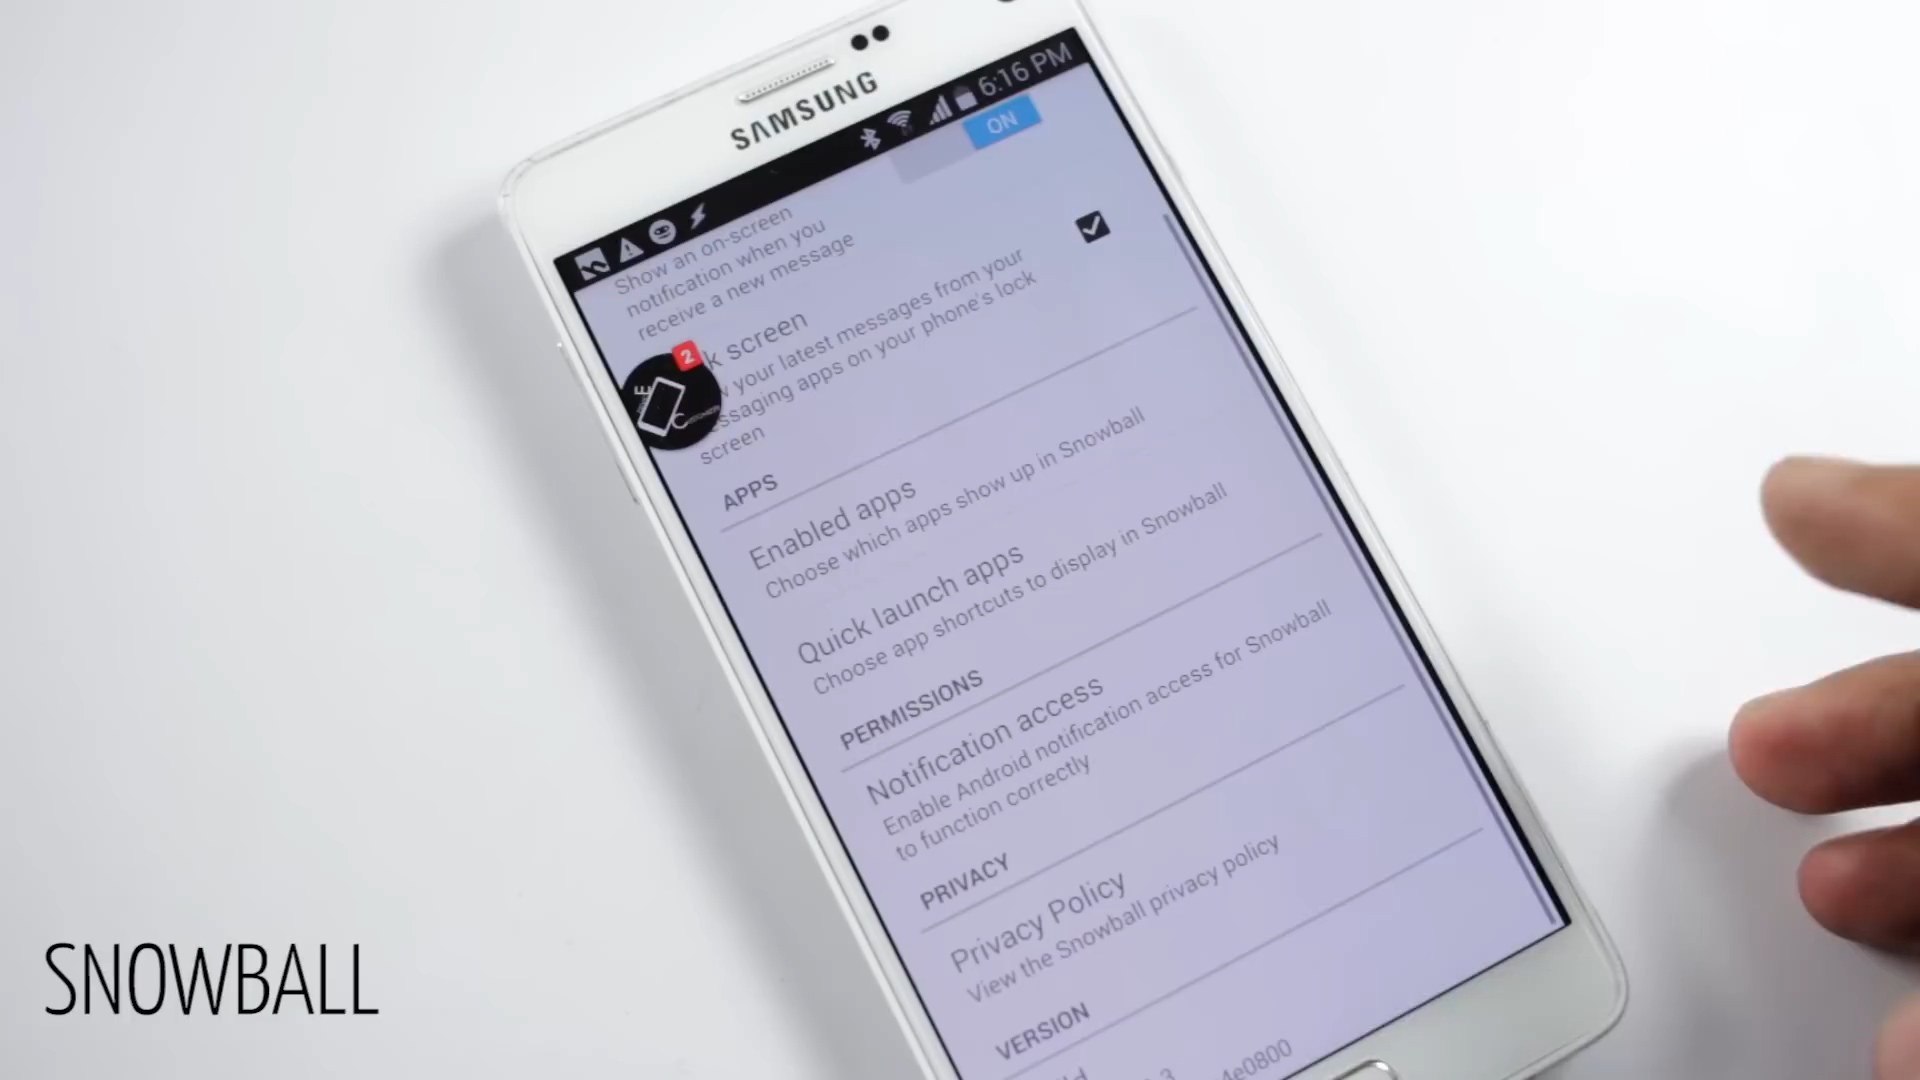 SAMSUNG
6:16 PM
ON
Show an on-screen
notification when you
receive a new message
k screen
your latest messages from your
essaging apps on your phone's lock
screen
2
APPS
Enabled apps
Choose which apps show up in Snowball
Quick launch apps
Choose app shortcuts to display in Snowball
PERMISSIONS
Notification access
Enable Android notification access for Snowball
to function correctly
PRIVACY
Privacy Policy
View the Snowball privacy policy
VERSION
4e0800
SNOWBALL